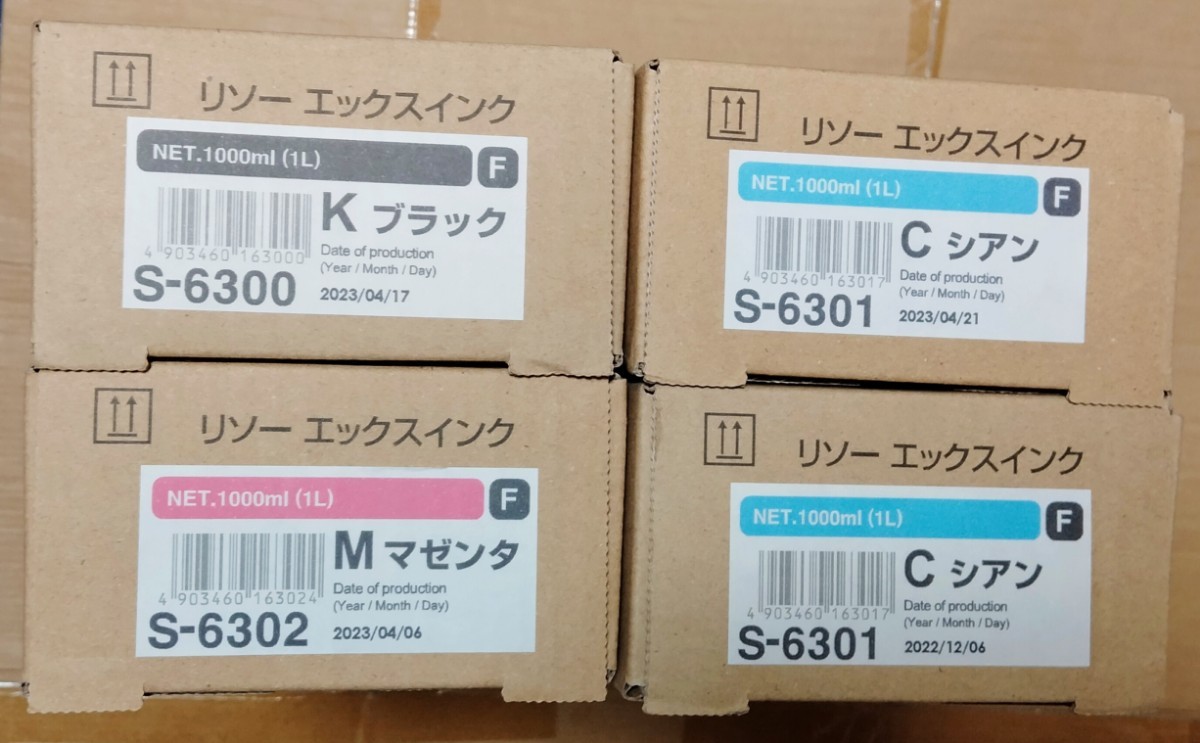 リソー エックスインク
NET.1000ml (1L)
F
K ブラック
4 903460 163000
Date of production
(Year / Month / Day)
S-6300
2023/04/17
リソー エックスインク
NET.1000ml (1L)
F
C シアン
4 903460 163017
Date of production
(Year / Month / Day)
S-6301
2023/04/21
リソー エックスインク
NET.1000ml (1L)
F
M マゼンタ
4 903460 163024
Date of production
(Year / Month / Day)
S-6302
2023/04/06
リソー エックスインク
NET.1000ml (1L)
F
C シアン
4 903460 163017
Date of production
(Year / Month / Day)
S-6301
2022/12/06